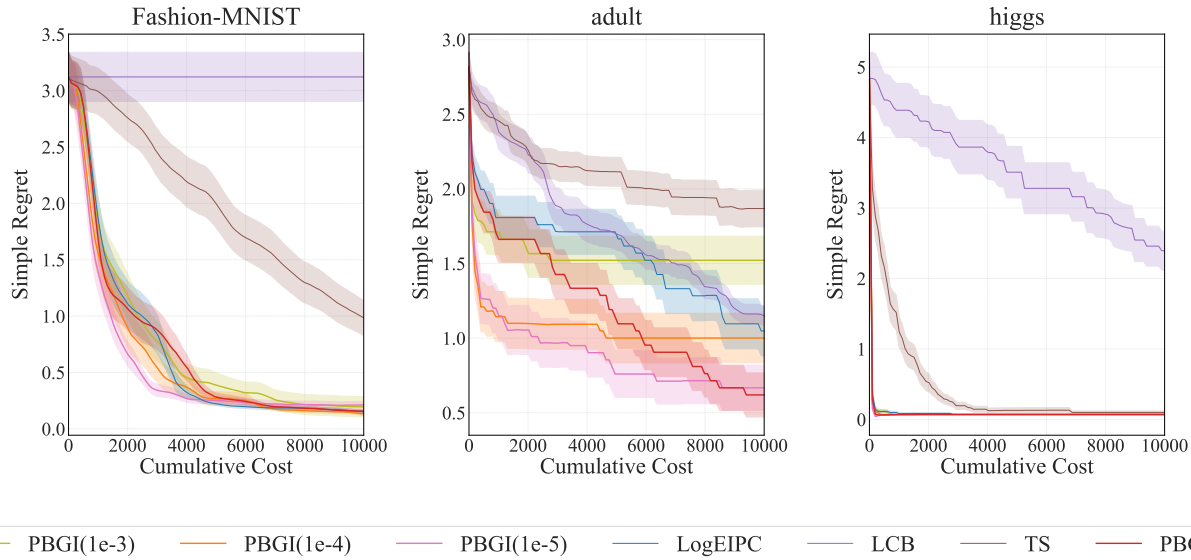 Fashion-MNIST
adult
higgs
Simple Regret
3.5
3.0
2.5
2.0
1.5
1.0
0.5
0.0
0 2000 4000 6000 8000 10000
Cumulative Cost
Simple Regret
3.0
2.5
2.0
1.5
1.0
0.5
0 2000 4000 6000 8000 10000
Cumulative Cost
Simple Regret
5
4
3
2
1
0
0 2000 4000 6000 8000 10000
Cumulative Cost
PBGI(1e-3) PBGI(1e-4) PBGI(1e-5) LogEIPC LCB TS